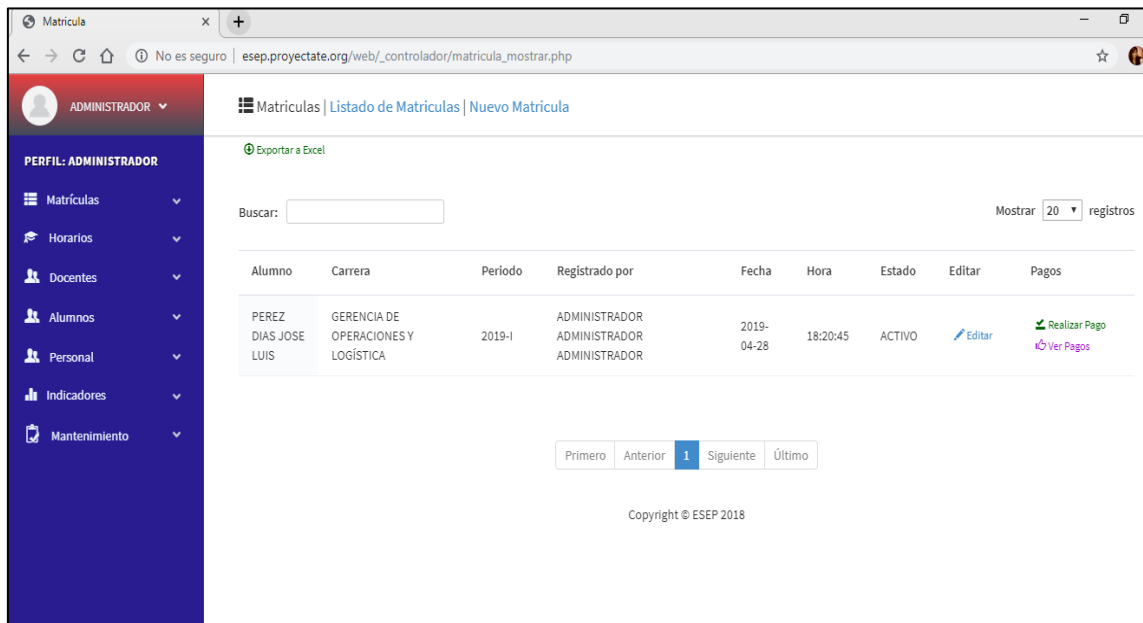 Matricula
No es seguro | esep.proyectate.org/web/_controlador/matricula_mostrar.php
ADMINISTRADOR
PERFIL: ADMINISTRADOR
Matrículas
Horarios
Docentes
Alumnos
Personal
Indicadores
Mantenimiento
Matriculas | Listado de Matriculas | Nuevo Matricula
Exportar a Excel
Buscar:
Mostrar 20 registros
Alumno Carrera Periodo Registrado por Fecha Hora Estado Editar Pagos
PEREZ
DIAS JOSE
LUIS
GERENCIA DE
OPERACIONES Y
LOGÍSTICA
2019-I
ADMINISTRADOR
ADMINISTRADOR
ADMINISTRADOR
2019-
04-28
18:20:45
ACTIVO
Editar
Realizar Pago
Ver Pagos
Primero Anterior 1 Siguiente Último
Copyright © ESEP 2018